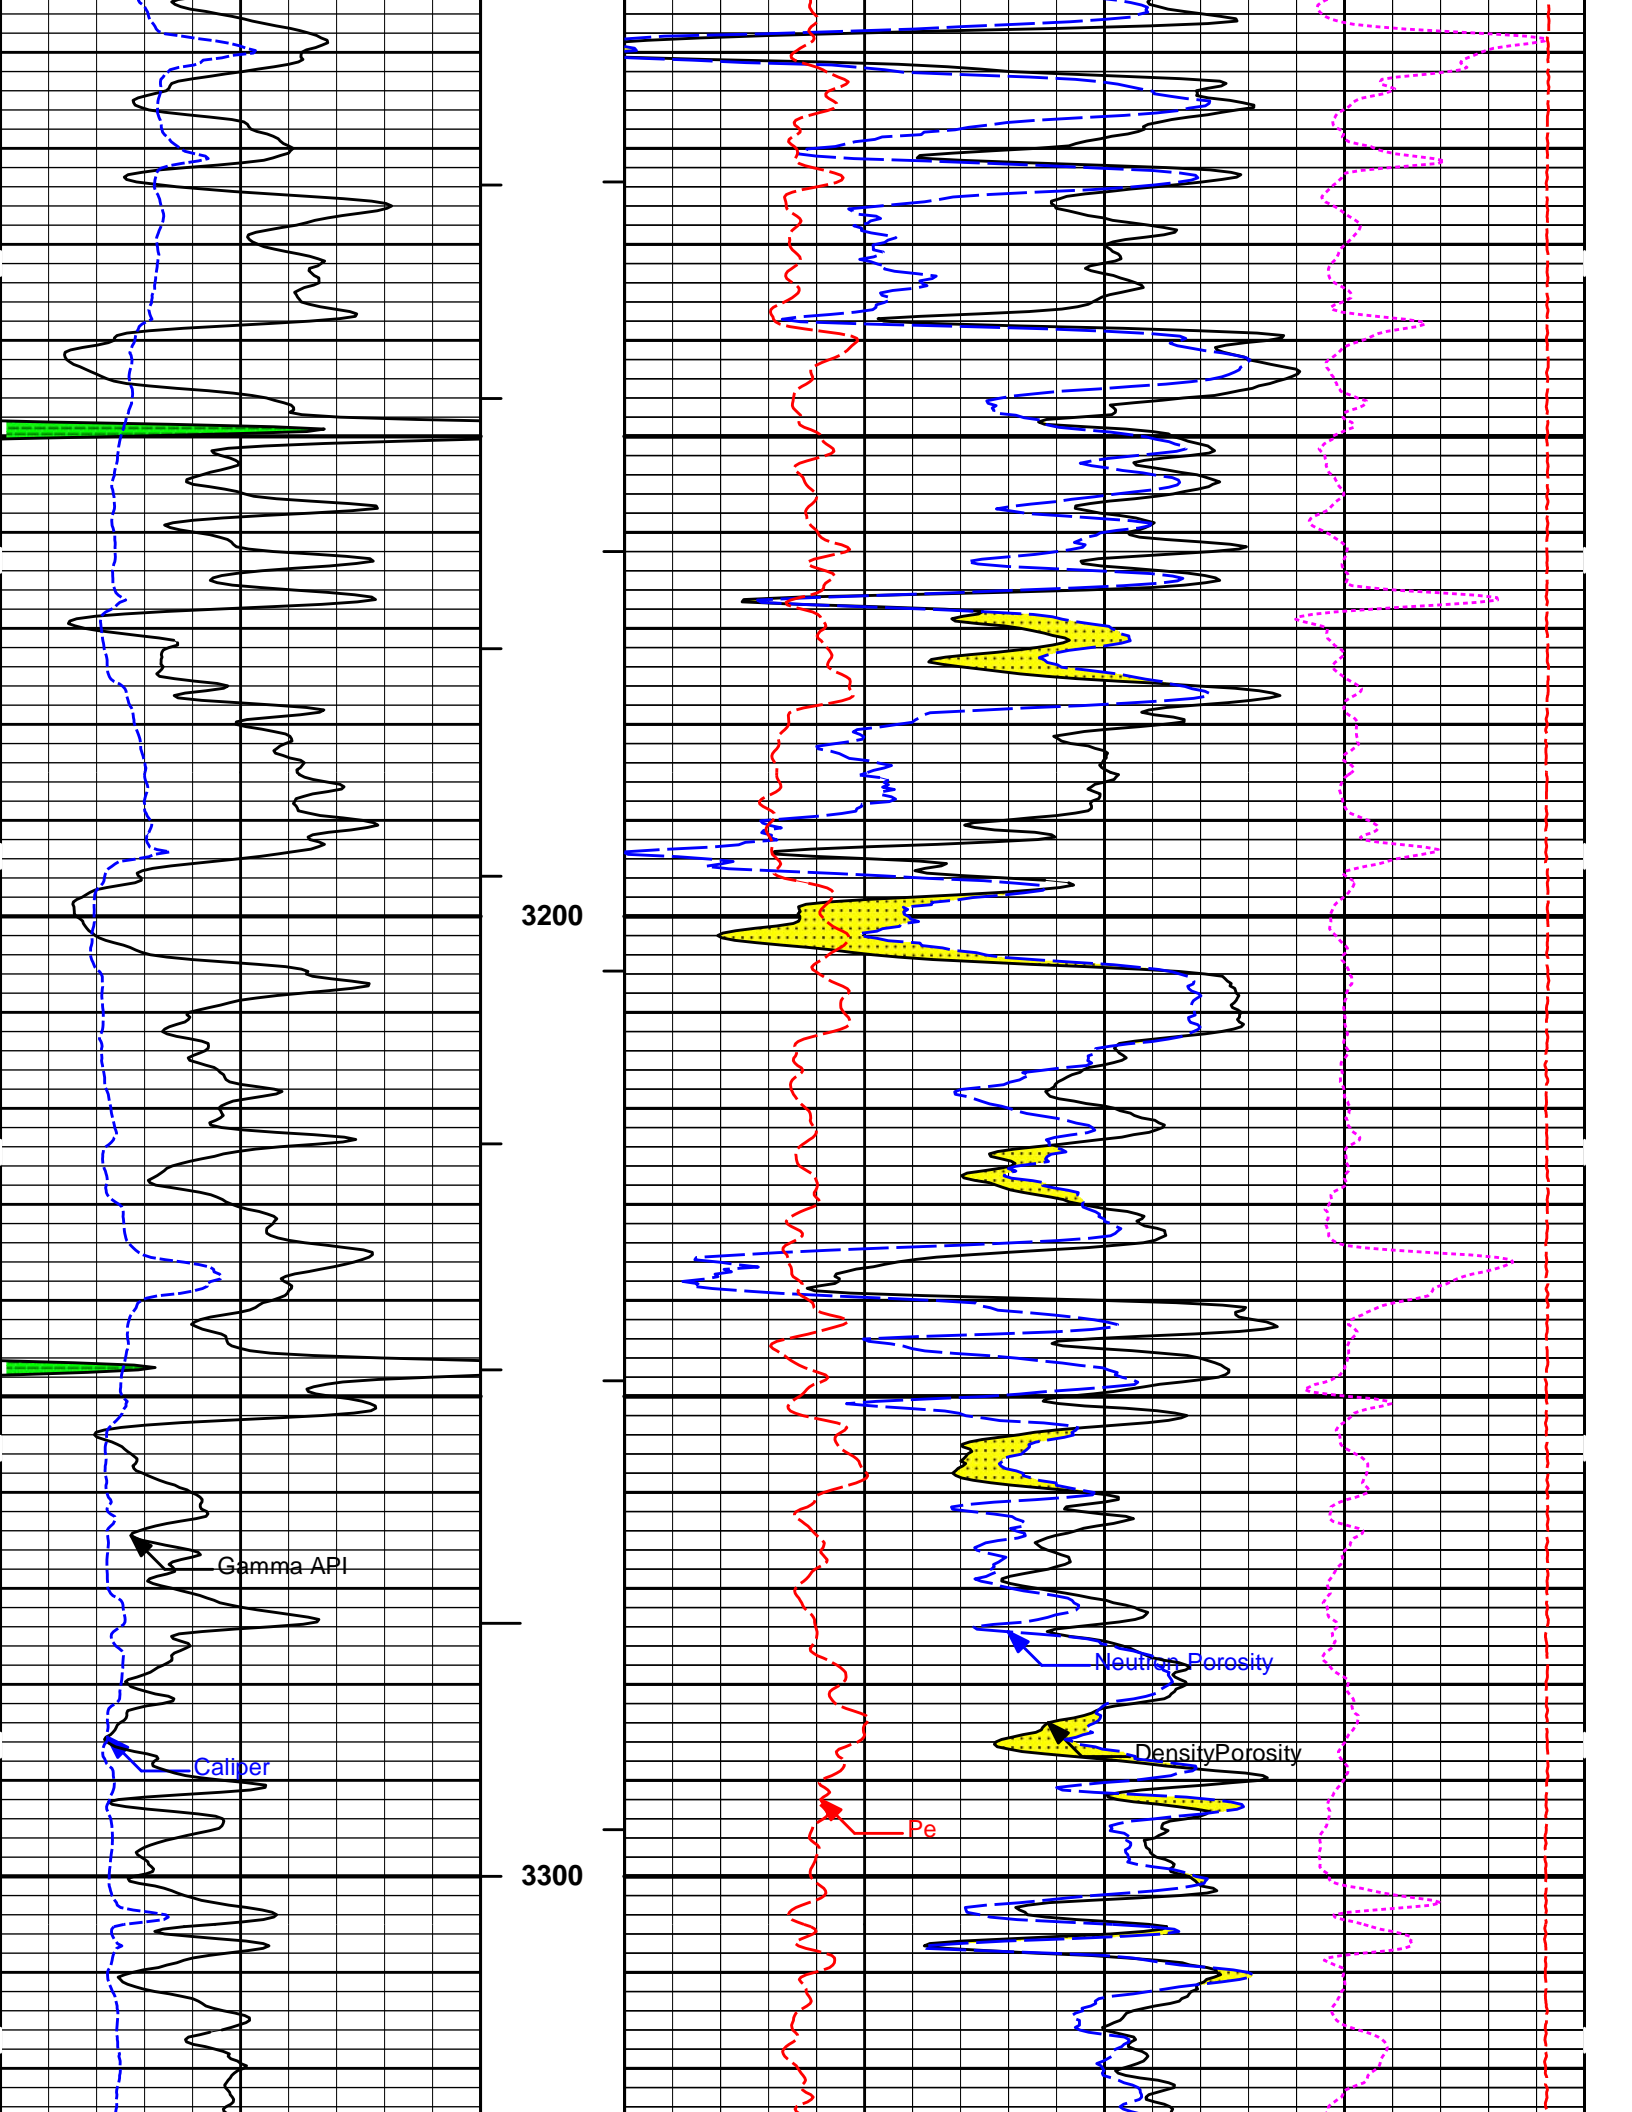 3200
Gamma API
Neutron Porosity
DensityPorosity
Caliper
Pe
3300